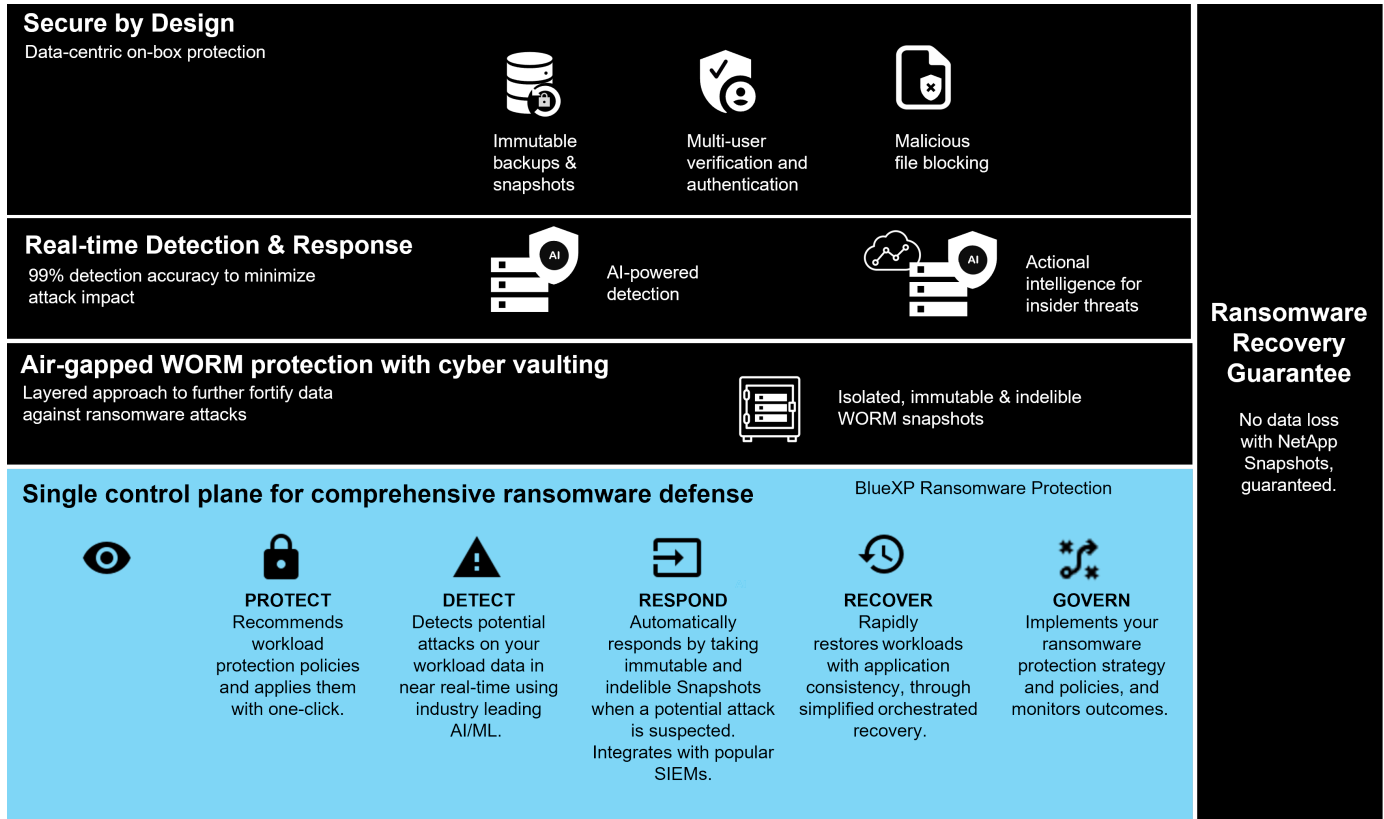 Secure by Design
Data-centric on-box protection
Immutable
backups &
snapshots
Multi-user
verification and
authentication
Malicious
file blocking
Real-time Detection & Response
99% detection accuracy to minimize
attack impact
AI
AI-powered
detection
AI
Actional
intelligence for
insider threats
Air-gapped WORM protection with cyber vaulting
Layered approach to further fortify data
against ransomware attacks
Isolated, immutable & indelible
WORM snapshots
Single control plane for comprehensive ransomware defense
BlueXP Ransomware Protection
PROTECT
Recommends
workload
protection policies
and applies them
with one-click.
DETECT
Detects potential
attacks on your
workload data in
near real-time using
industry leading
AI/ML.
RESPOND
Automatically
responds by taking
immutable and
indelible Snapshots
when a potential attack
is suspected.
Integrates with popular
SIEMs.
RECOVER
Rapidly
restores workloads
with application
consistency, through
simplified orchestrated
recovery.
GOVERN
Implements your
ransomware
protection strategy
and policies, and
monitors outcomes.
Ransomware
Recovery
Guarantee
No data loss
with NetApp
Snapshots,
guaranteed.